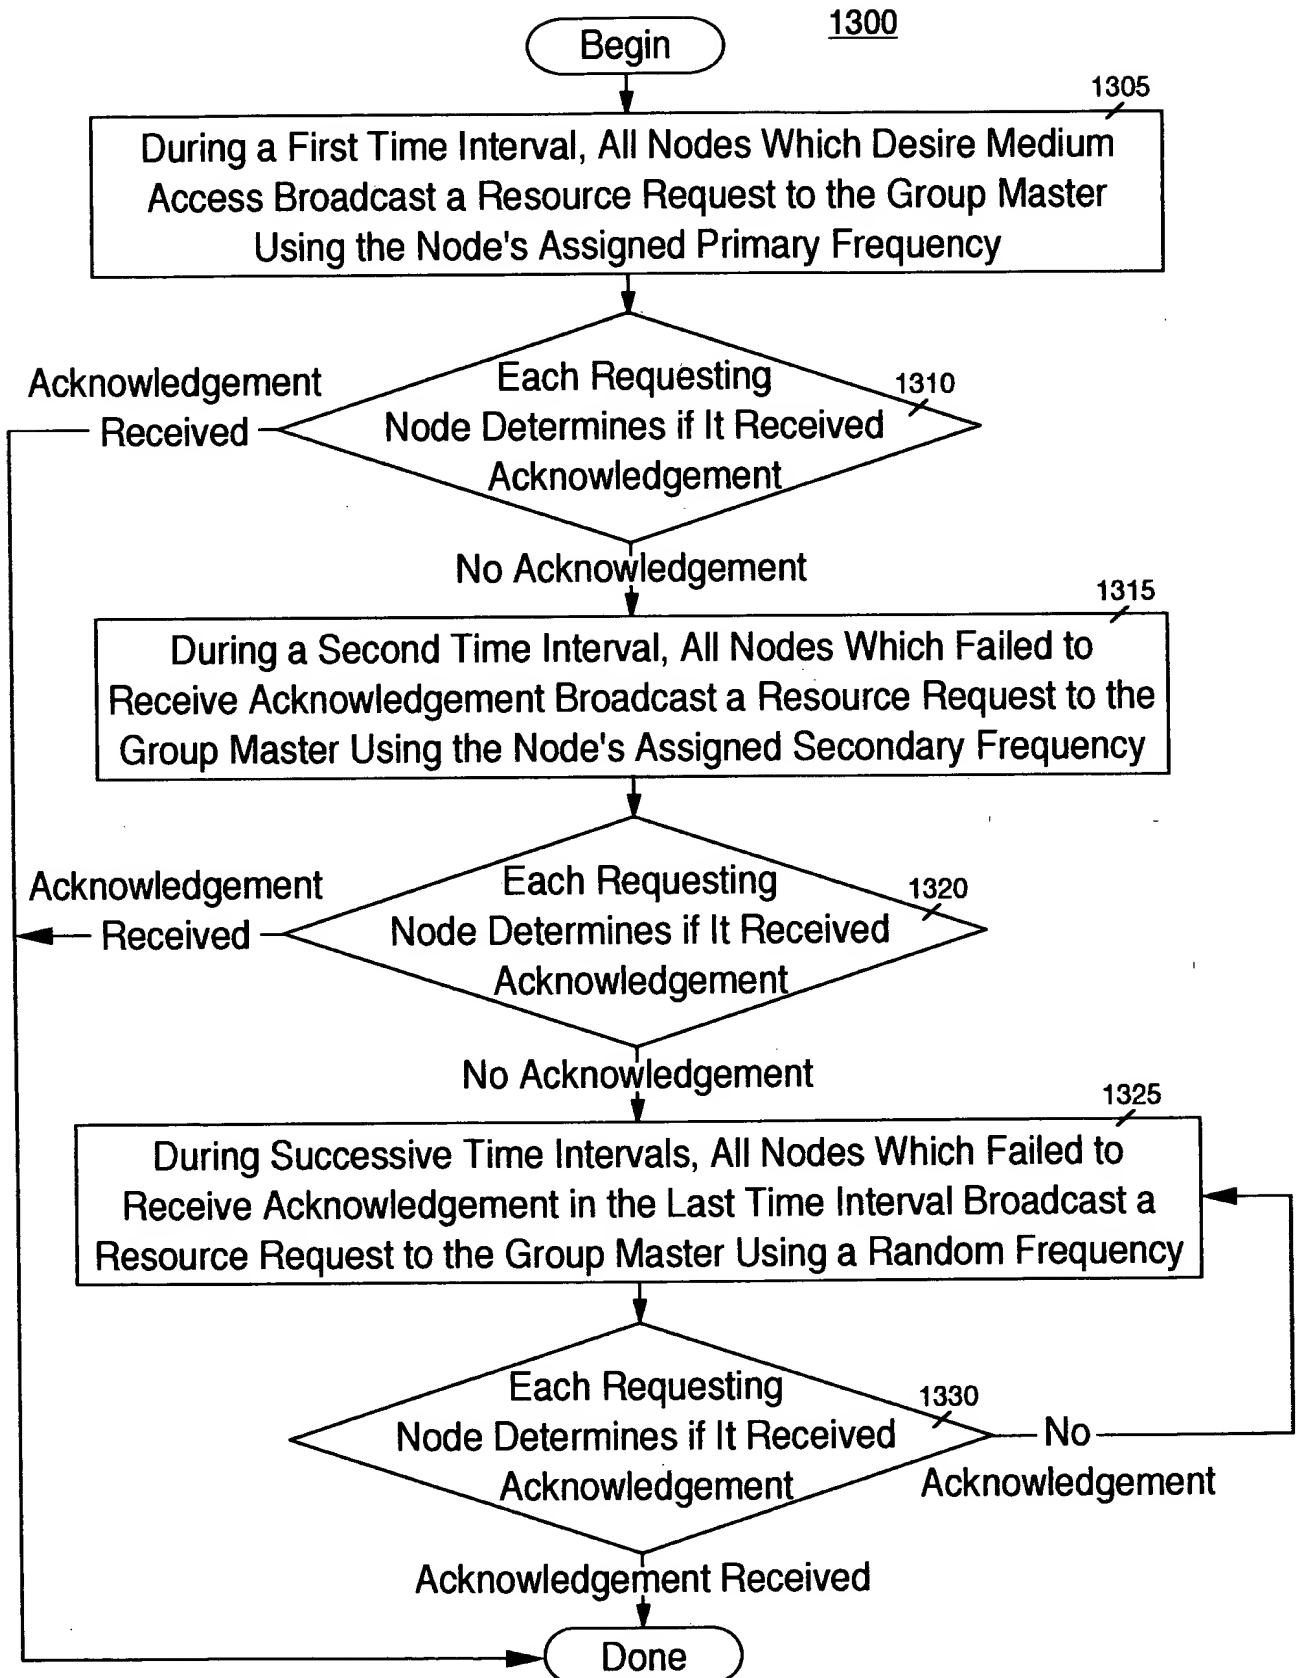 1300
Begin
1305
During a First Time Interval, All Nodes Which Desire Medium
Access Broadcast a Resource Request to the Group Master
Using the Node's Assigned Primary Frequency
Each Requesting
1310
Node Determines if It Received
Acknowledgement
Acknowledgement
Received
No Acknowledgement
1315
During a Second Time Interval, All Nodes Which Failed to
Receive Acknowledgement Broadcast a Resource Request to the
Group Master Using the Node's Assigned Secondary Frequency
Each Requesting
1320
Node Determines if It Received
Acknowledgement
Acknowledgement
Received
No Acknowledgement
1325
During Successive Time Intervals, All Nodes Which Failed to
Receive Acknowledgement in the Last Time Interval Broadcast a
Resource Request to the Group Master Using a Random Frequency
Each Requesting
1330
Node Determines if It Received
Acknowledgement
No
Acknowledgement
Acknowledgement Received
Done